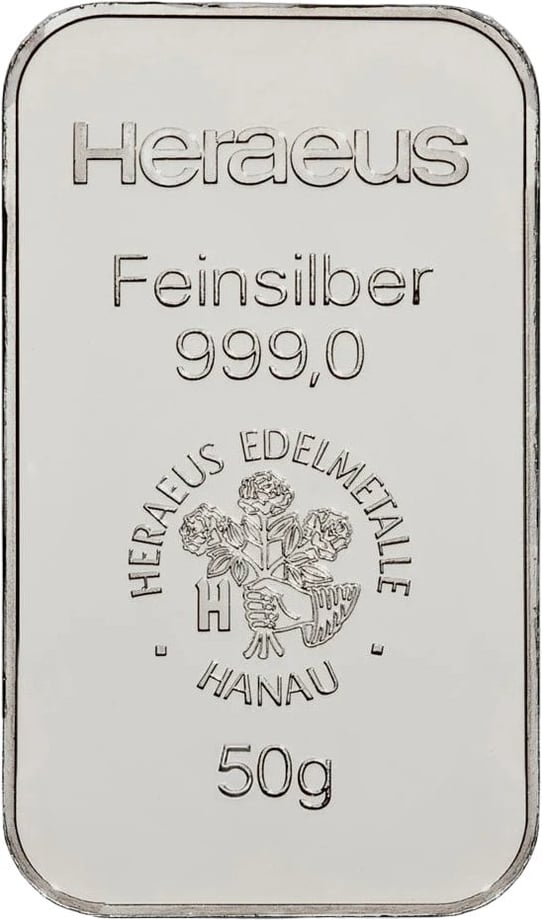 Heraeus
Feinsilber
999,0
HERAEUS EDELMETALLE
H
· HANAU ·
50g